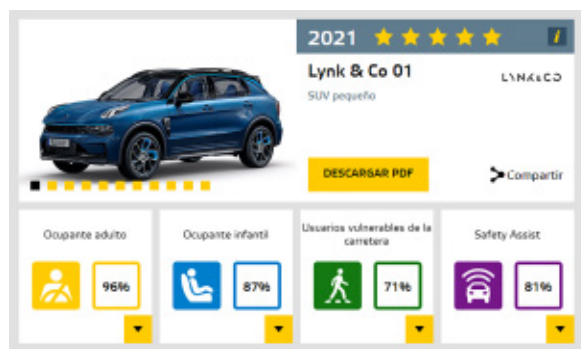 2021
Lynk & Co 01
LYNK&CO
SUV pequeño
DESCARGAR PDF
Compartir
Ocupante adulto
Ocupante infantil
Usuarios vulnerables de la
carretera
Safety Assist
96%
87%
71%
81%